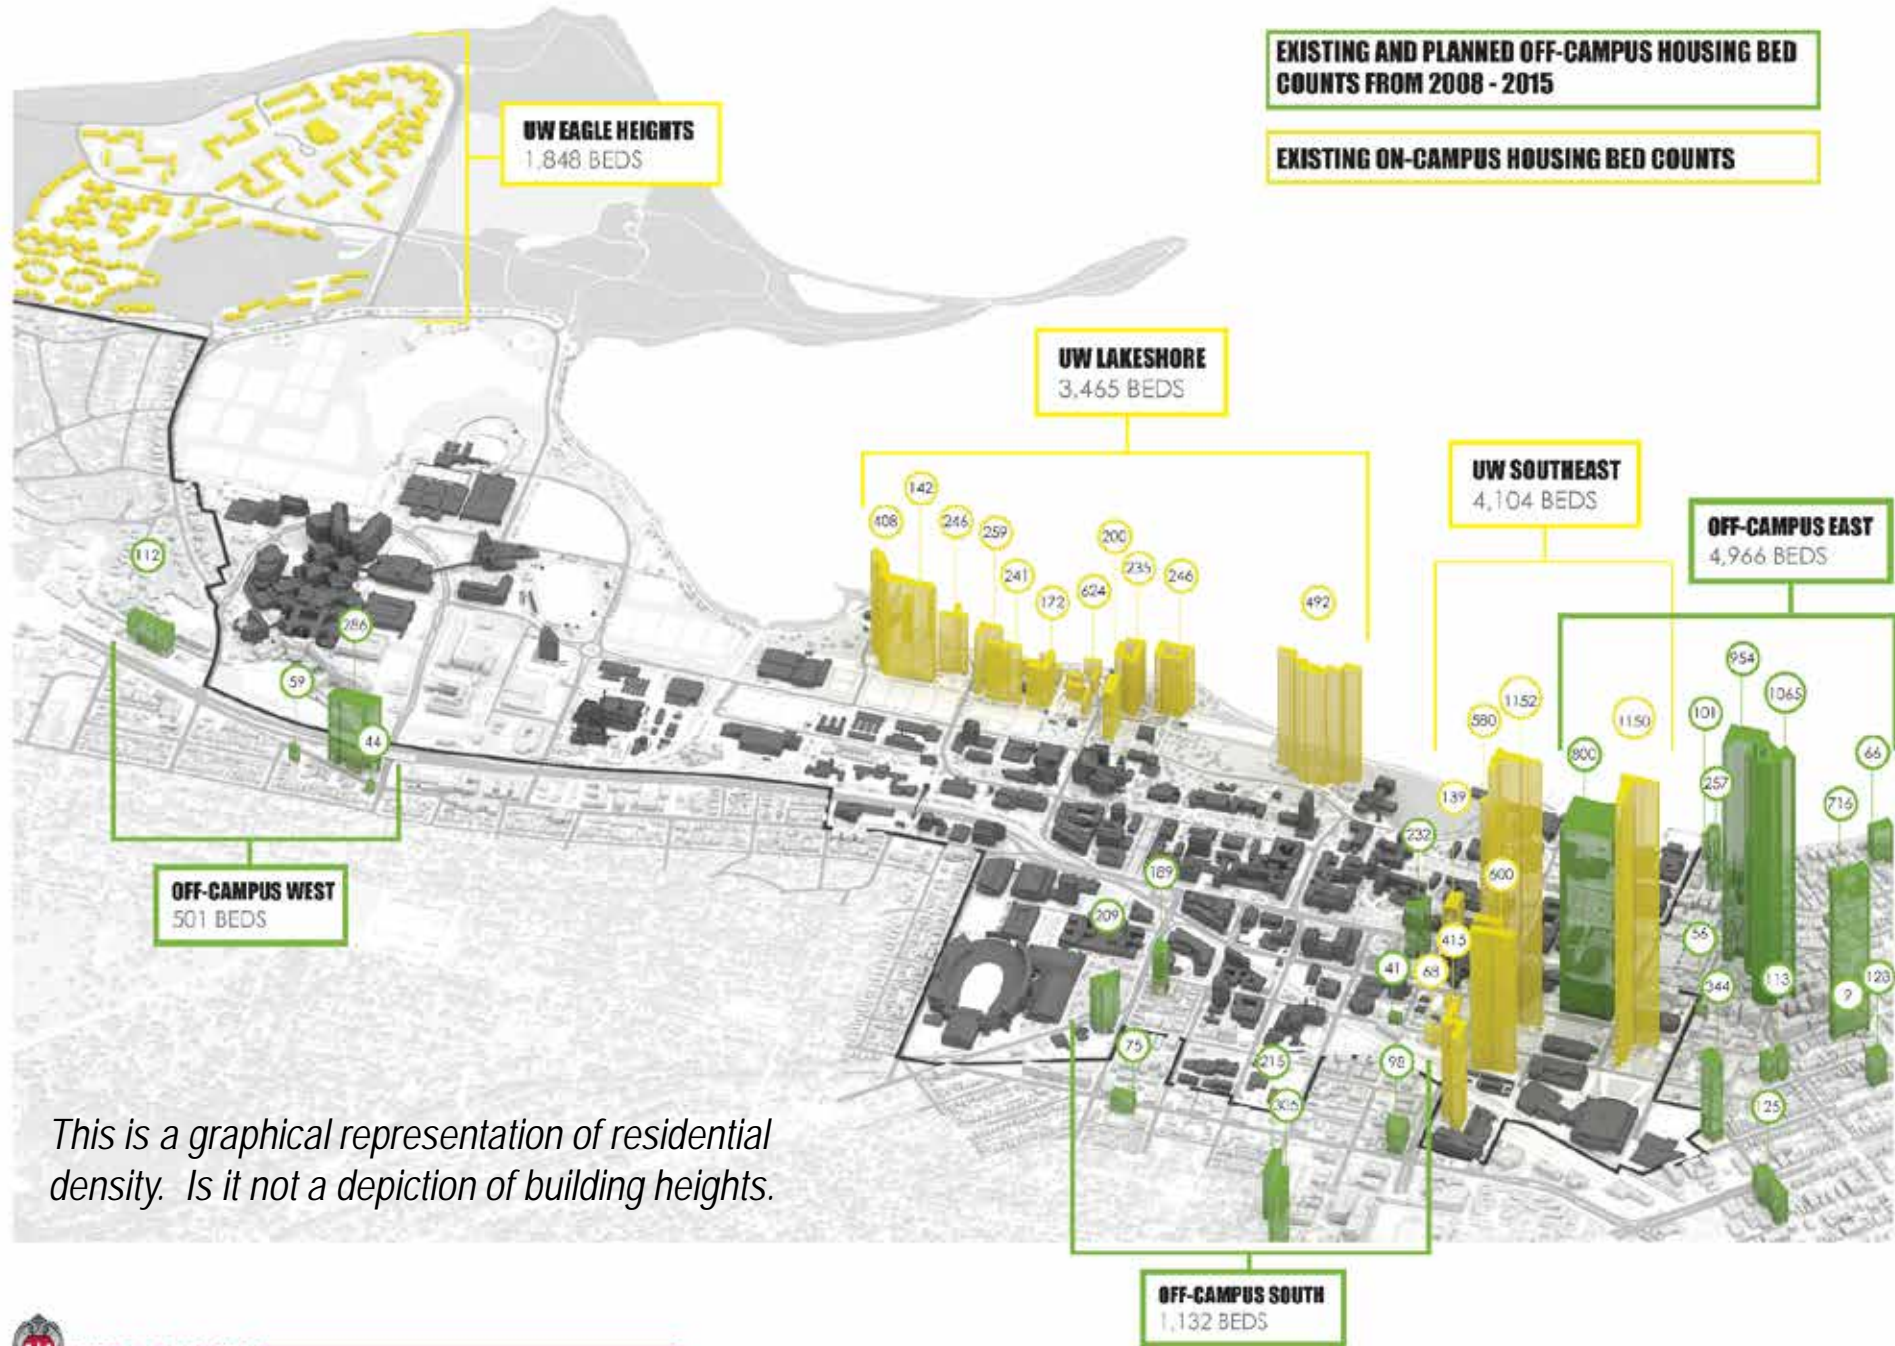 EXISTING AND PLANNED OFF-CAMPUS HOUSING BED
COUNTS FROM 2008 - 2015
EXISTING ON-CAMPUS HOUSING BED COUNTS
UW EAGLE HEIGHTS
1,848 BEDS
UW LAKESHORE
3,465 BEDS
UW SOUTHEAST
4,104 BEDS
OFF-CAMPUS EAST
4,966 BEDS
142
408
246
259
200
241
235
246
172
624
492
112
286
59
44
954
1065
1152
580
1150
101
800
66
257
139
716
232
189
600
209
415
56
41
68
344
113
9
128
75
215
98
125
OFF-CAMPUS WEST
501 BEDS
This is a graphical representation of residential
density.  Is it not a depiction of building heights.
OFF-CAMPUS SOUTH
1,132 BEDS